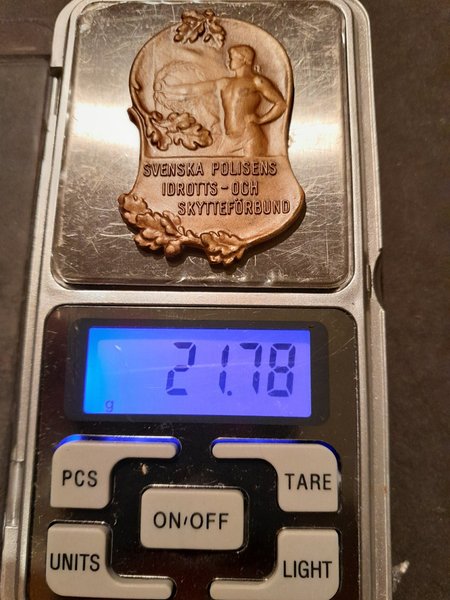 SVENSKA POLISENS
IDROTTS-OCH
SKYTTEFÖRBUND
21.78
g
PCS
TARE
ON/OFF
UNITS
LIGHT